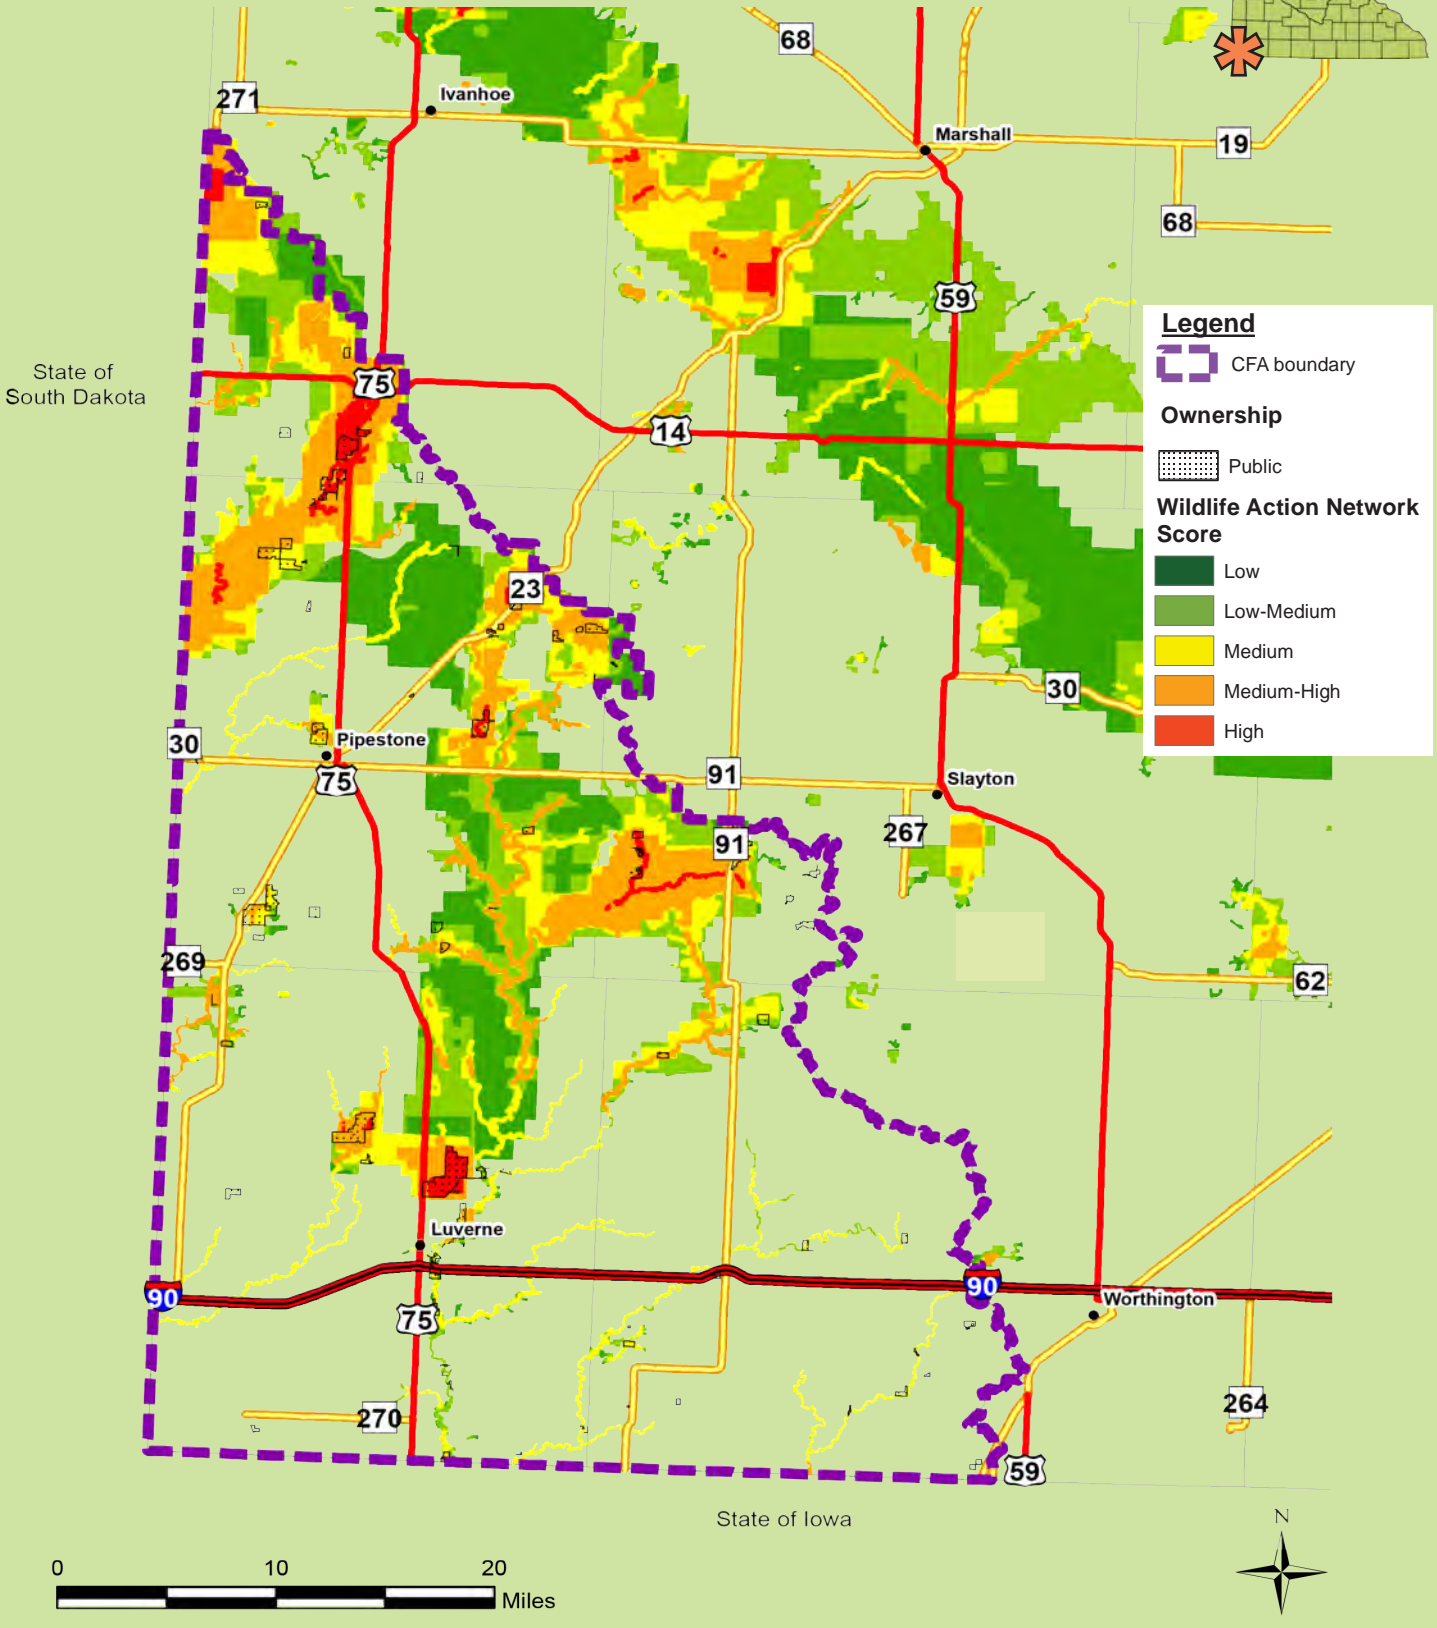 68
271
Ivanhoe
Marshall
19
68
59
Legend
CFA boundary
State of
South Dakota
75
Ownership
14
Public
Wildlife Action Network
Score
Low
23
Low-Medium
Medium
30
Medium-High
High
30
Pipestone
75
91
Slayton
267
91
269
62
Luverne
90
90
Worthington
75
270
264
59
State of Iowa
N
0 10 20
Miles